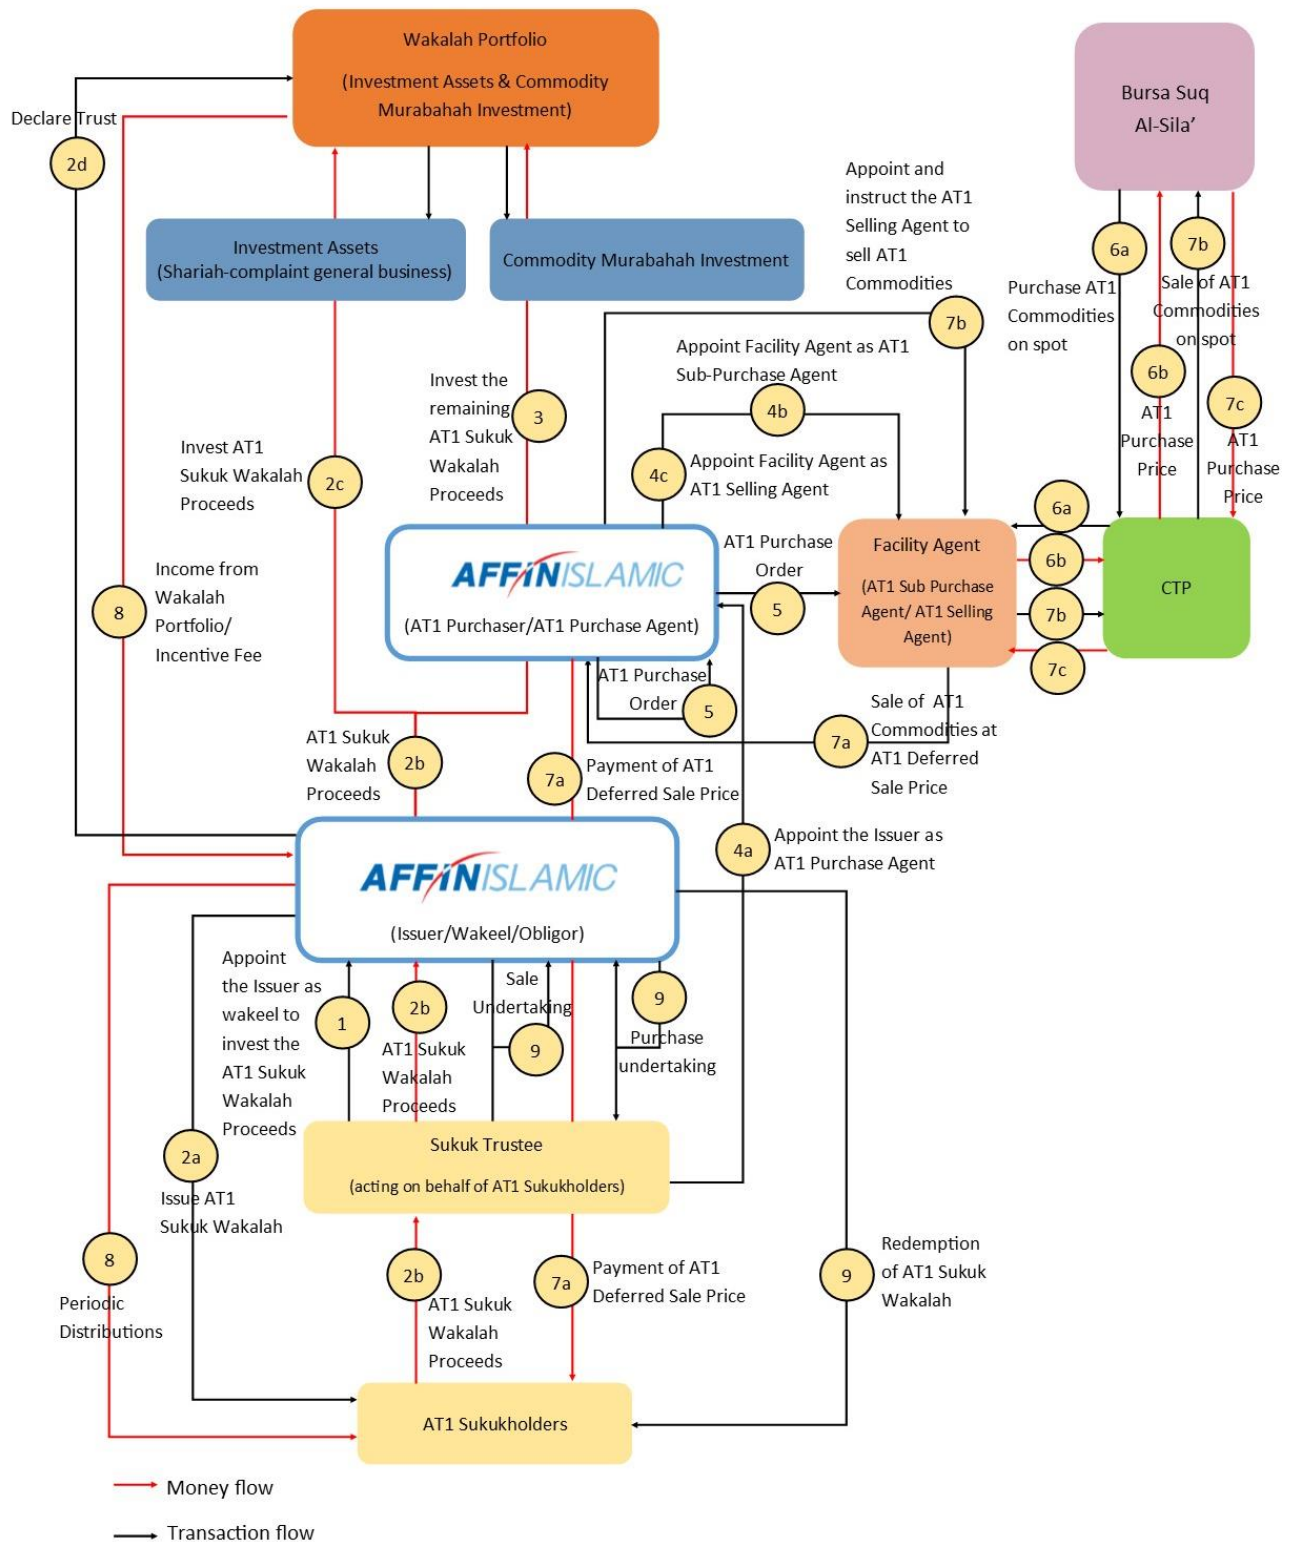 Wakalah Portfolio
(Investment Assets & Commodity
Murabahah Investment)
Bursa Suq
Al-Sila’
Declare Trust
2d
Investment Assets
(Shariah-complaint general business)
Commodity Murabahah Investment
Appoint and
instruct the AT1
Selling Agent to
sell AT1
Commodities
7b
6a
Purchase AT1
Commodities
on spot
7b
Sale of AT1
Commodities
on spot
6b
AT1
Purchase
Price
7c
AT1
Purchase
Price
Appoint Facility Agent as AT1
Sub-Purchase Agent
4b
4c
Appoint Facility Agent as
AT1 Selling Agent
Invest the
remaining
AT1 Sukuk
Wakalah
Proceeds
3
Invest AT1
Sukuk Wakalah
Proceeds
2c
AFFIN ISLAMIC
(AT1 Purchaser/AT1 Purchase Agent)
AT1 Purchase
Order
5
Facility Agent
(AT1 Sub Purchase
Agent/ AT1 Selling
Agent)
6a
6b
7b
7c
CTP
8
Income from
Wakalah
Portfolio/
Incentive Fee
AT1 Purchase
Order
5
Sale of AT1
Commodities at
AT1 Deferred
Sale Price
7a
AT1 Sukuk
Wakalah
Proceeds
2b
7a
Payment of AT1
Deferred Sale Price
4a
Appoint the Issuer as
AT1 Purchase Agent
AFFIN ISLAMIC
(Issuer/Wakeel/Obligor)
Appoint
the Issuer as
wakeel to
invest the
AT1 Sukuk
Wakalah
Proceeds
1
2b
AT1 Sukuk
Wakalah
Proceeds
Sale
Undertaking
9
9
Purchase
undertaking
Sukuk Trustee
(acting on behalf of AT1 Sukukholders)
2a
Issue AT1
Sukuk Wakalah
8
Periodic
Distributions
2b
AT1 Sukuk
Wakalah
Proceeds
7a
Payment of AT1
Deferred Sale Price
9
Redemption
of AT1 Sukuk
Wakalah
AT1 Sukukholders
Money flow
Transaction flow